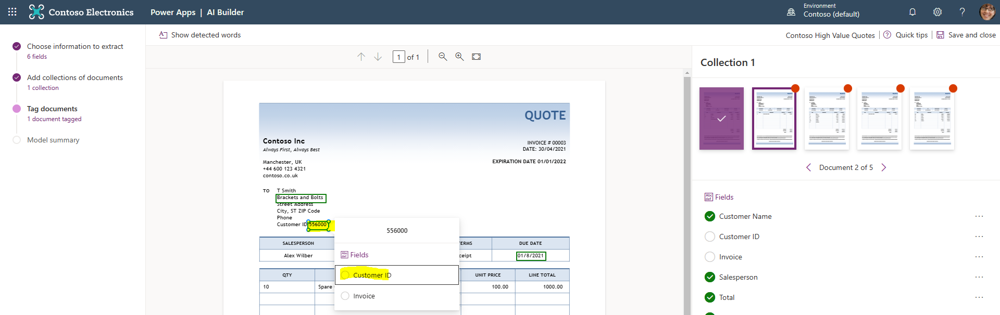 Contoso Electronics
Power Apps | AI Builder
Environment
Contoso (default)
?
Choose information to extract
6 fields
Add collections of documents
1 collection
Tag documents
1 document tagged
Model summary
Show detected words
Contoso High Value Quotes
Quick tips
Save and close
1 of 1
QUOTE
Contoso Inc
Always First, Always Best
INVOICE # 00003
DATE: 30/04/2021
EXPIRATION DATE 01/01/2022
Manchester, UK
+44 600 123 4321
contoso.co.uk
TO
T Smith
Brackets and Bolts
Street Address
City, ST ZIP Code
Phone
Customer ID 556000
SALESPERSON
ERMS
DUE DATE
Alex Wilber
ceipt
01/8/2021
QTY
UNIT PRICE
LINE TOTAL
10
Spare
100.00
1000.00
556000
Fields
Customer ID
Invoice
Collection 1
Document 2 of 5
Fields
Customer Name
Customer ID
Invoice
Salesperson
Total